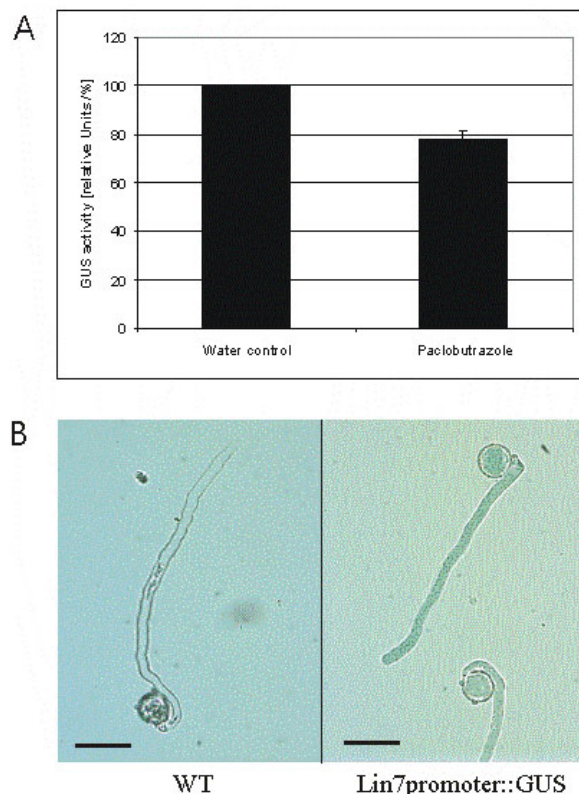 A
GUS activity [relative Units /%]
120
100
80
60
40
20
0
Water control Paclobutrazole
B
WT Lin7promoter::GUS